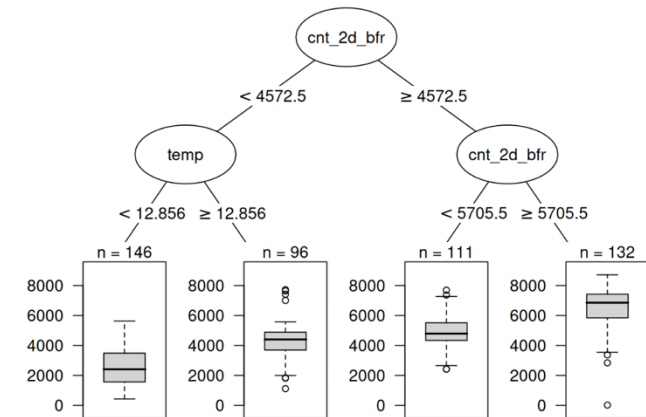 cnt_2d_bfr
< 4572.5 ≥ 4572.5
temp cnt_2d_bfr
< 12.856 ≥ 12.856 < 5705.5 ≥ 5705.5
n = 146 n = 96 n = 111 n = 132
8000 8000 8000 8000
6000 6000 6000 6000
4000 4000 4000 4000
2000 2000 2000 2000
0 0 0 0